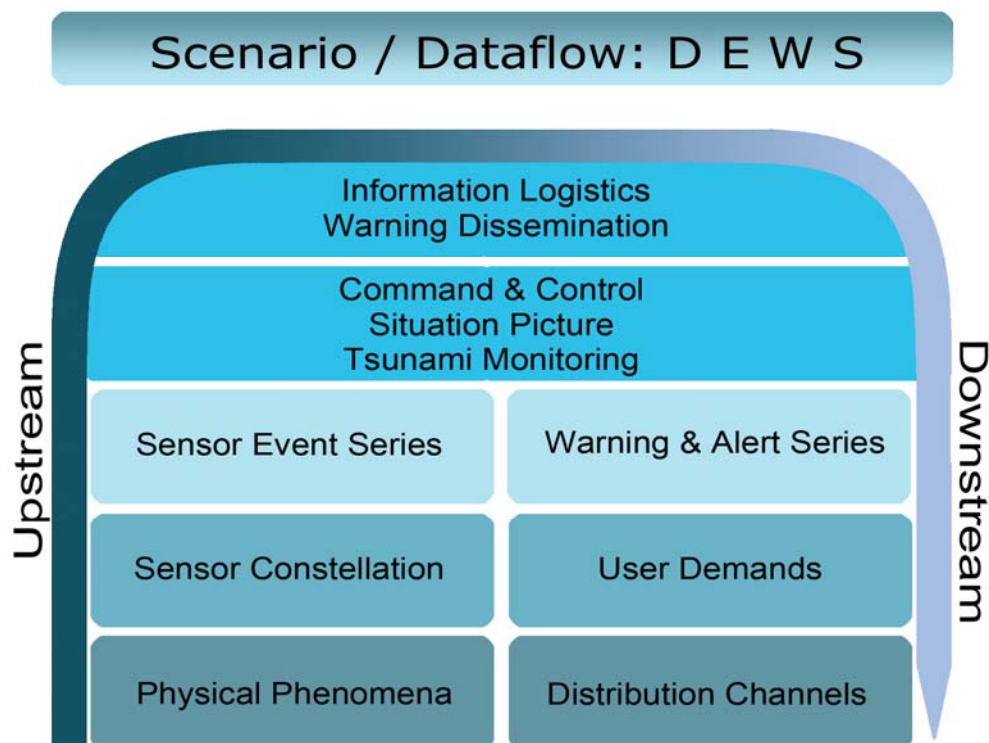 Scenario / Dataflow: D E W S
Information Logistics
Warning Dissemination
Command & Control
Situation Picture
Tsunami Monitoring
Upstream
Downstream
Sensor Event Series
Warning & Alert Series
Sensor Constellation
User Demands
Physical Phenomena
Distribution Channels